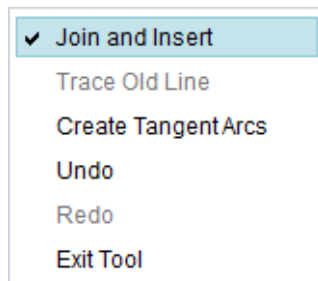 Join and Insert
Trace Old Line
Create Tangent Arcs
Undo
Redo
Exit Tool